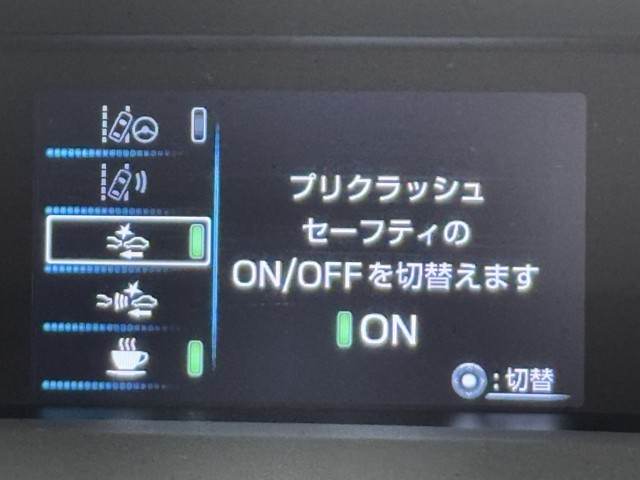 プリクラッシュ
セーフティの
ON/OFFを切替えます
ON
:切替